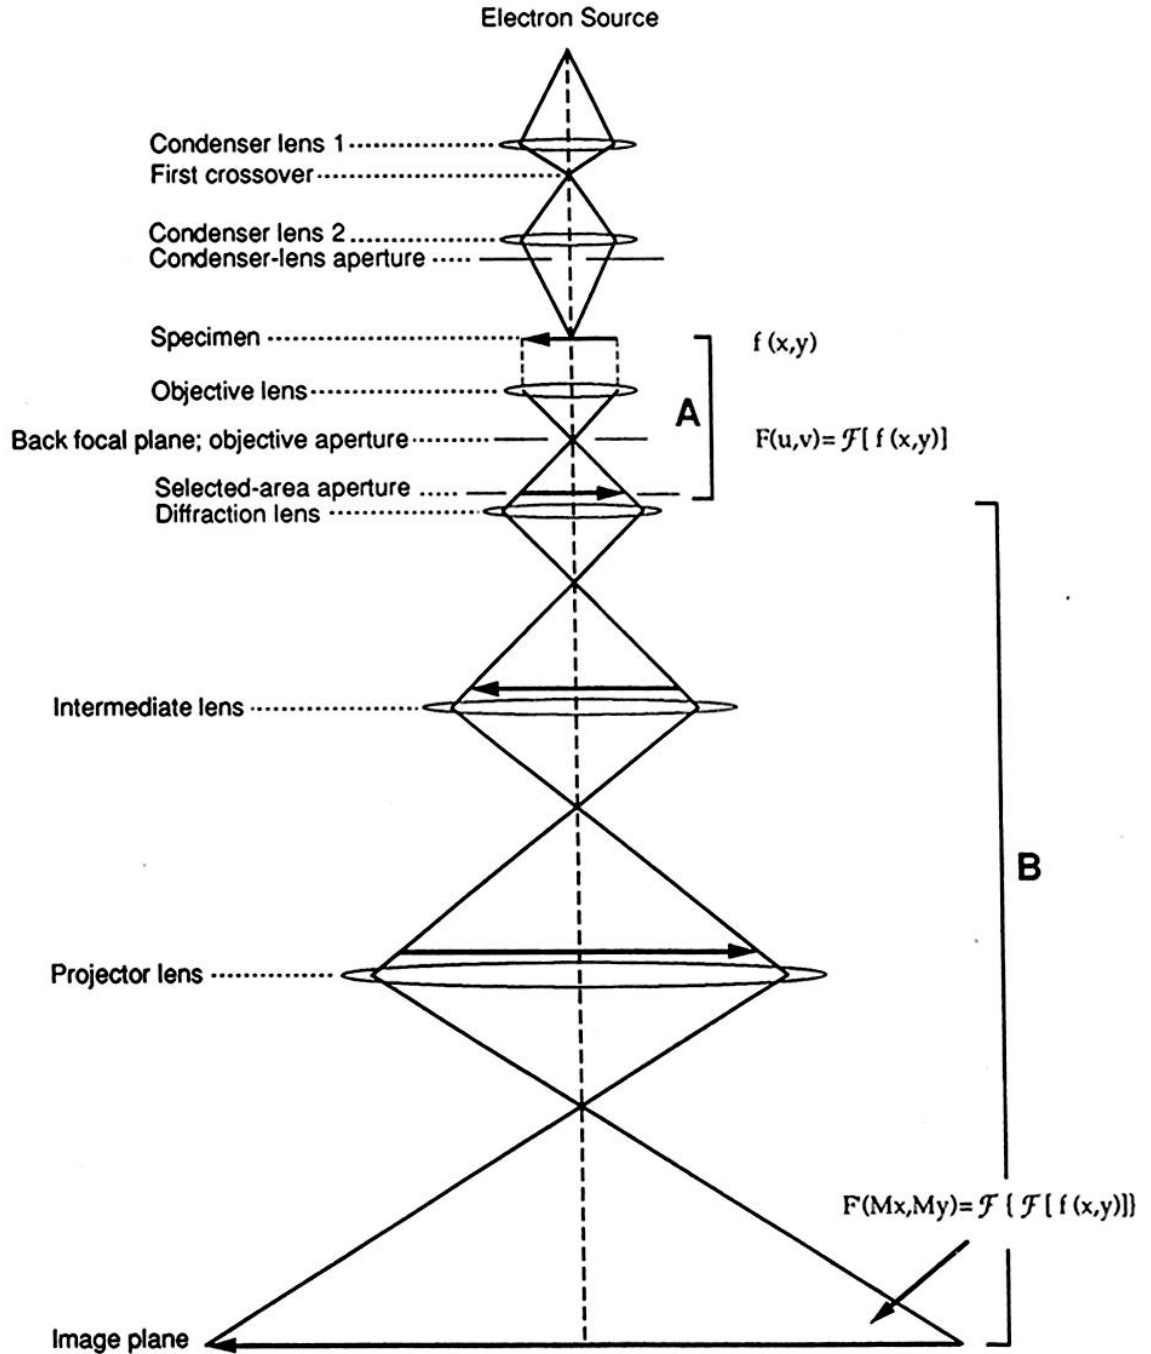 Electron Source
Condenser lens 1
First crossover
Condenser lens 2
Condenser-lens aperture
Specimen
f (x,y)
Objective lens
A
Back focal plane; objective aperture
F(u,v)= ℱ[ f (x,y)]
Selected-area aperture
Diffraction lens
Intermediate lens
B
Projector lens
F(Mx,My)= ℱ { ℱ [ f (x,y)]}
Image plane